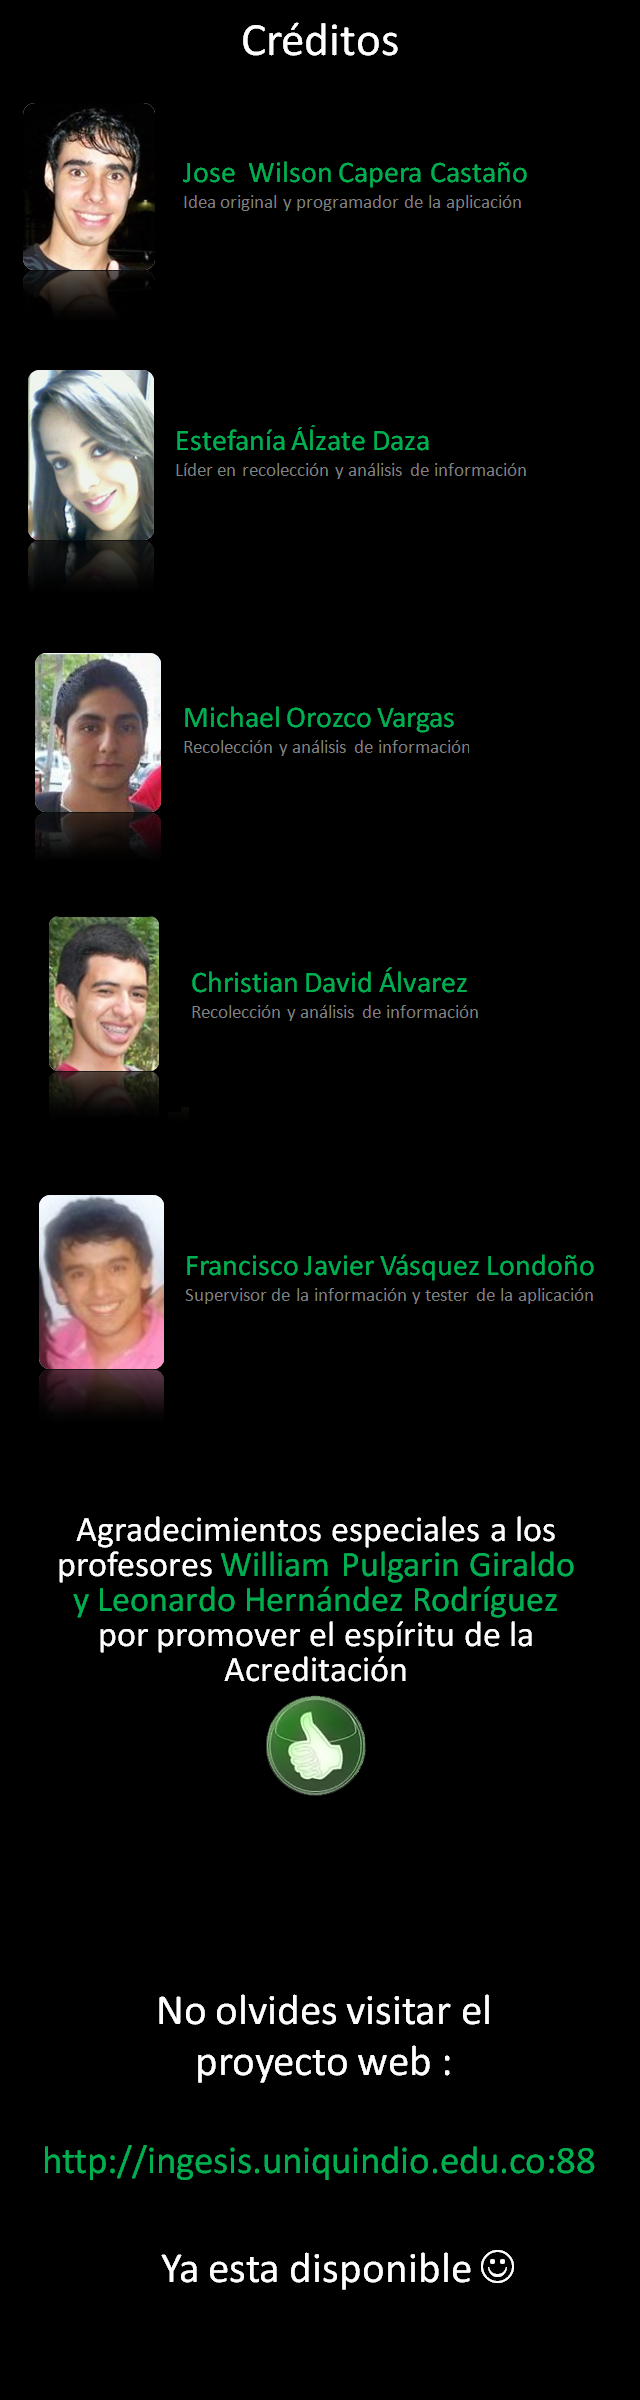 Créditos
Jose Wilson Capera Castaño
Idea original y programador de la aplicación
Estefanía ÁĺÍzate Daza
Líder en recolección y análisis de información
Michael Orozco Vargas
Recolección y análisis de información
Christian David Álvarez
Recolección y análisis de información
Francisco Javier Vásquez Londoño
Supervisor de la información y tester de la aplicación
Agradecimientos especiales a los
profesores William Pulgarin Giraldo
y Leonardo Hernández Rodríguez
por promover el espíritu de la
Acreditación
No olvides visitar el
proyecto web :
http://ingesis.uniquindio.edu.co:88
Ya esta disponible ☺